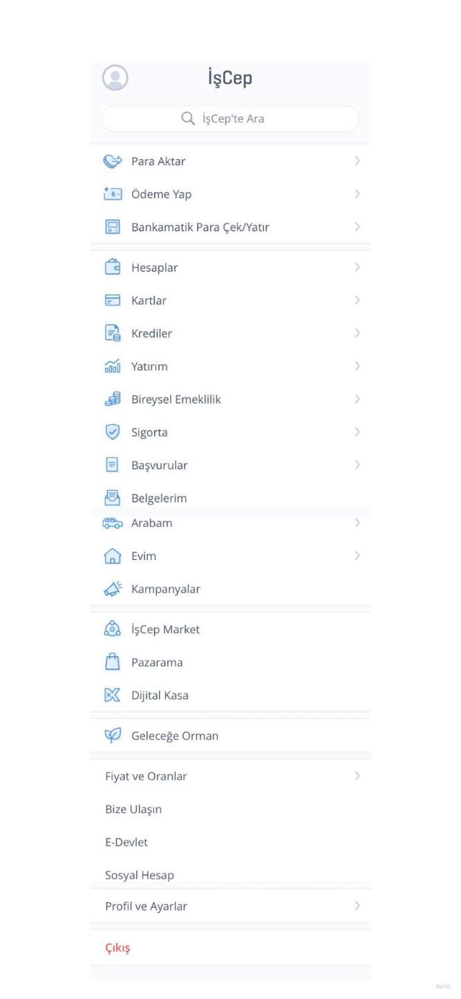 İşCep
İşCep'te Ara
Para Aktar
Ödeme Yap
Bankamatik Para Çek/Yatır
Hesaplar
Kartlar
Krediler
Yatırım
Bireysel Emeklilik
Sigorta
Başvurular
Belgelerim
Arabam
Evim
Kampanyalar
İşCep Market
Pazarama
Dijital Kasa
Geleceğe Orman
Fiyat ve Oranlar
Bize Ulaşın
E-Devlet
Sosyal Hesap
Profil ve Ayarlar
Çıkış
miro